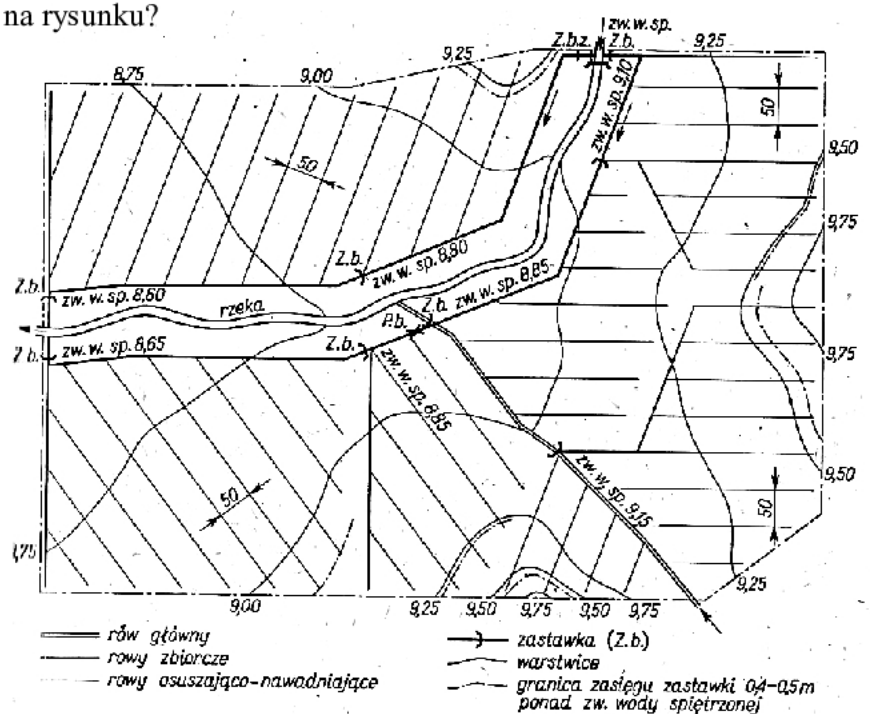 na rysunku?
zw. w. sp.
Z.b.z. Z.b.
8,75 9,00 9,25 9,25
zw. w. sp. 9,10
50
50
9,50
9,75
Z.b.
zw. w. sp. 8,80
Z.b.
zw. w. sp. 8,60
rzeka
Z.b. zw. w. sp. 8,85
P.b.
Z.b. zw. w. sp. 8,65
Z.b.
zw. w. sp. 8,85
9,75
zw. w. sp. 9,15
9,50
50
50
,75
9,25
9,00 9,25 9,50 9,75 9,50 9,75
rów główny
rowy zbiorcze
rowy osuszająco-nawadniające
zastawka (Z.b.)
warstwice
granica zasięgu zastawki 0,4-0,5m
ponad zw. wody spiętrzonej